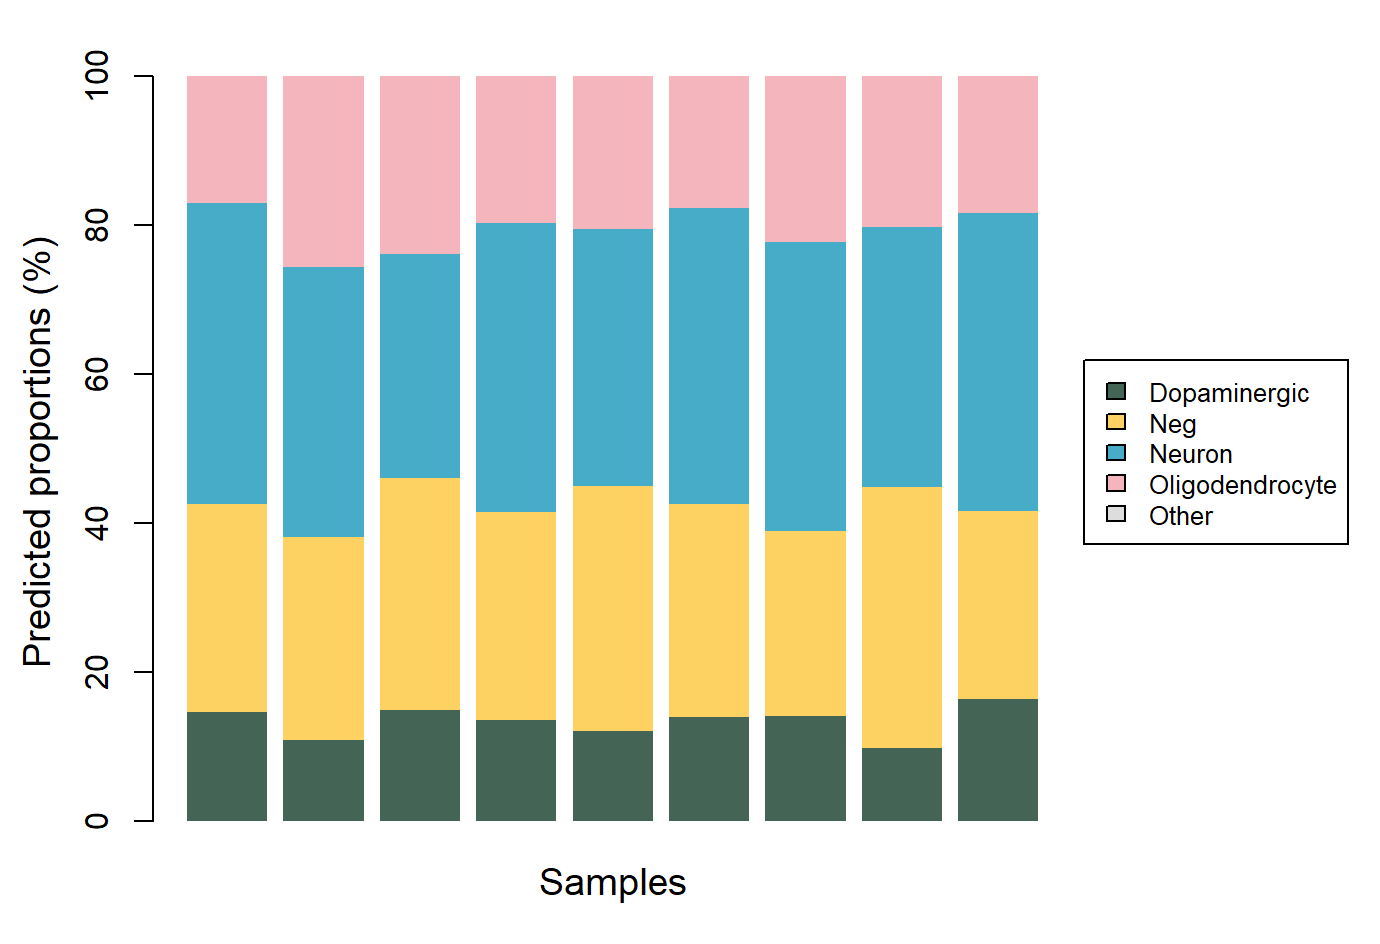 Predicted proportions (%)
100
80
60
40
20
0
Samples
Dopaminergic
Neg
Neuron
Oligodendrocyte
Other